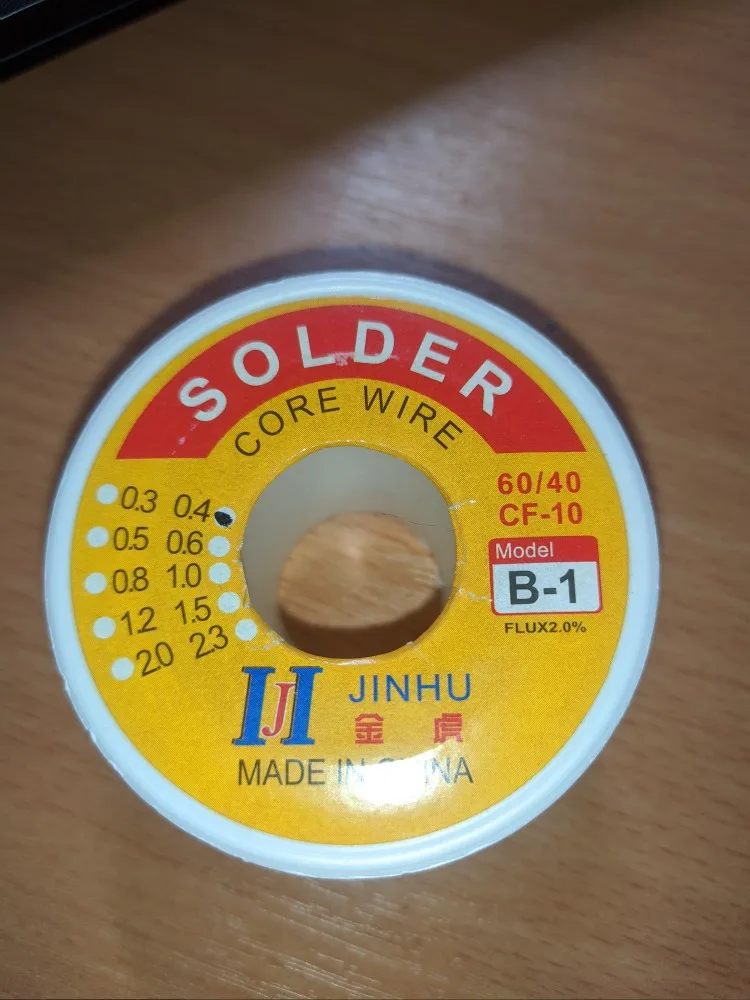 SOLDER
CORE WIRE
60/40
CF-10
Model
B-1
FLUX2.0%
0.3 0.4
0.5 0.6
0.8 1.0
1.2 1.5
2.0 2.3
JINHU
金虎
MADE IN CHINA